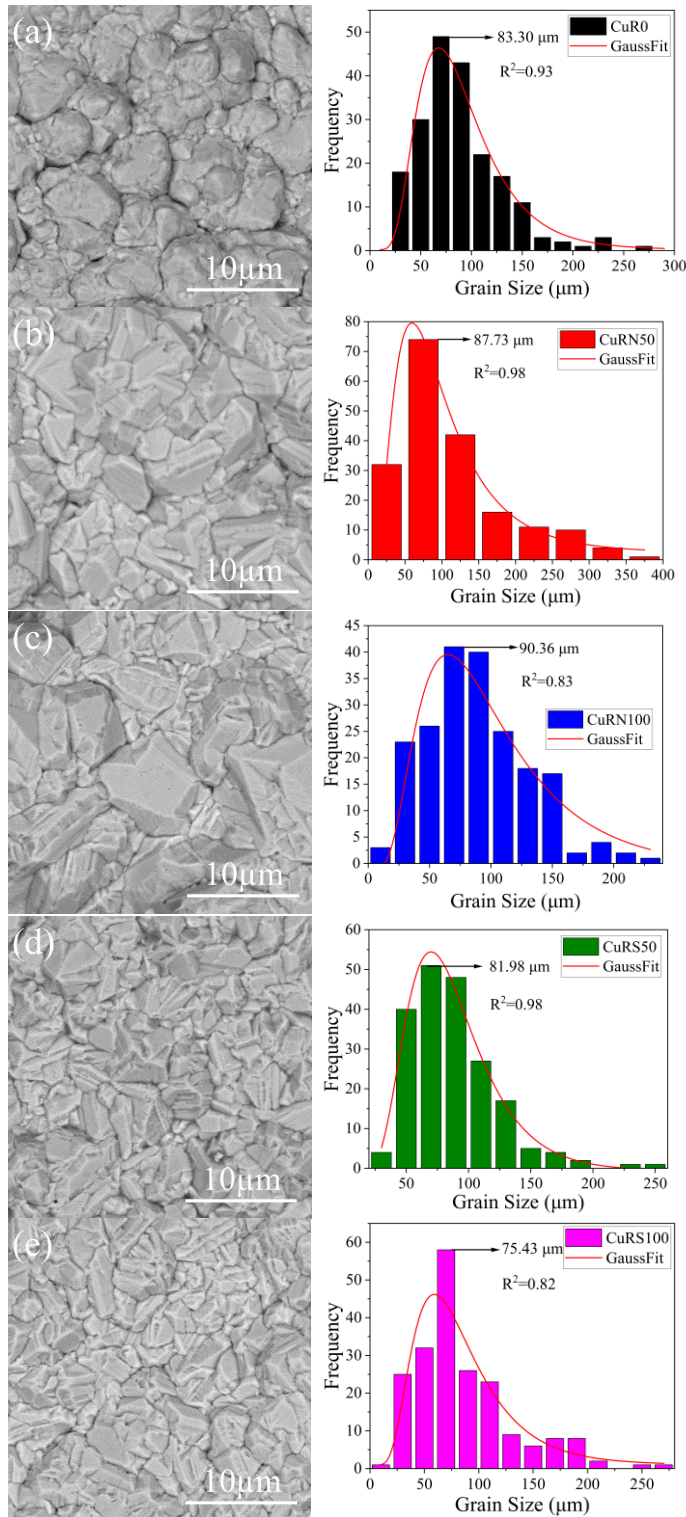 (a)
10μm
Frequency
50
40
30
20
10
0
83.30 μm
R²=0.93
CuR0
GaussFit
0 50 100 150 200 250 300
Grain Size (μm)
(b)
10μm
Frequency
80
70
60
50
40
30
20
10
0
87.73 μm
R²=0.98
CuRN50
GaussFit
0 50 100 150 200 250 300 350 400
Grain Size (μm)
(c)
10μm
Frequency
45
40
35
30
25
20
15
10
5
0
90.36 μm
R²=0.83
CuRN100
GaussFit
0 50 100 150 200
Grain Size (μm)
(d)
10μm
Frequency
60
50
40
30
20
10
0
81.98 μm
R²=0.98
CuRS50
GaussFit
50 100 150 200 250
Grain Size (μm)
(e)
10μm
Frequency
60
50
40
30
20
10
0
75.43 μm
R²=0.82
CuRS100
GaussFit
0 50 100 150 200 250
Grain Size (μm)